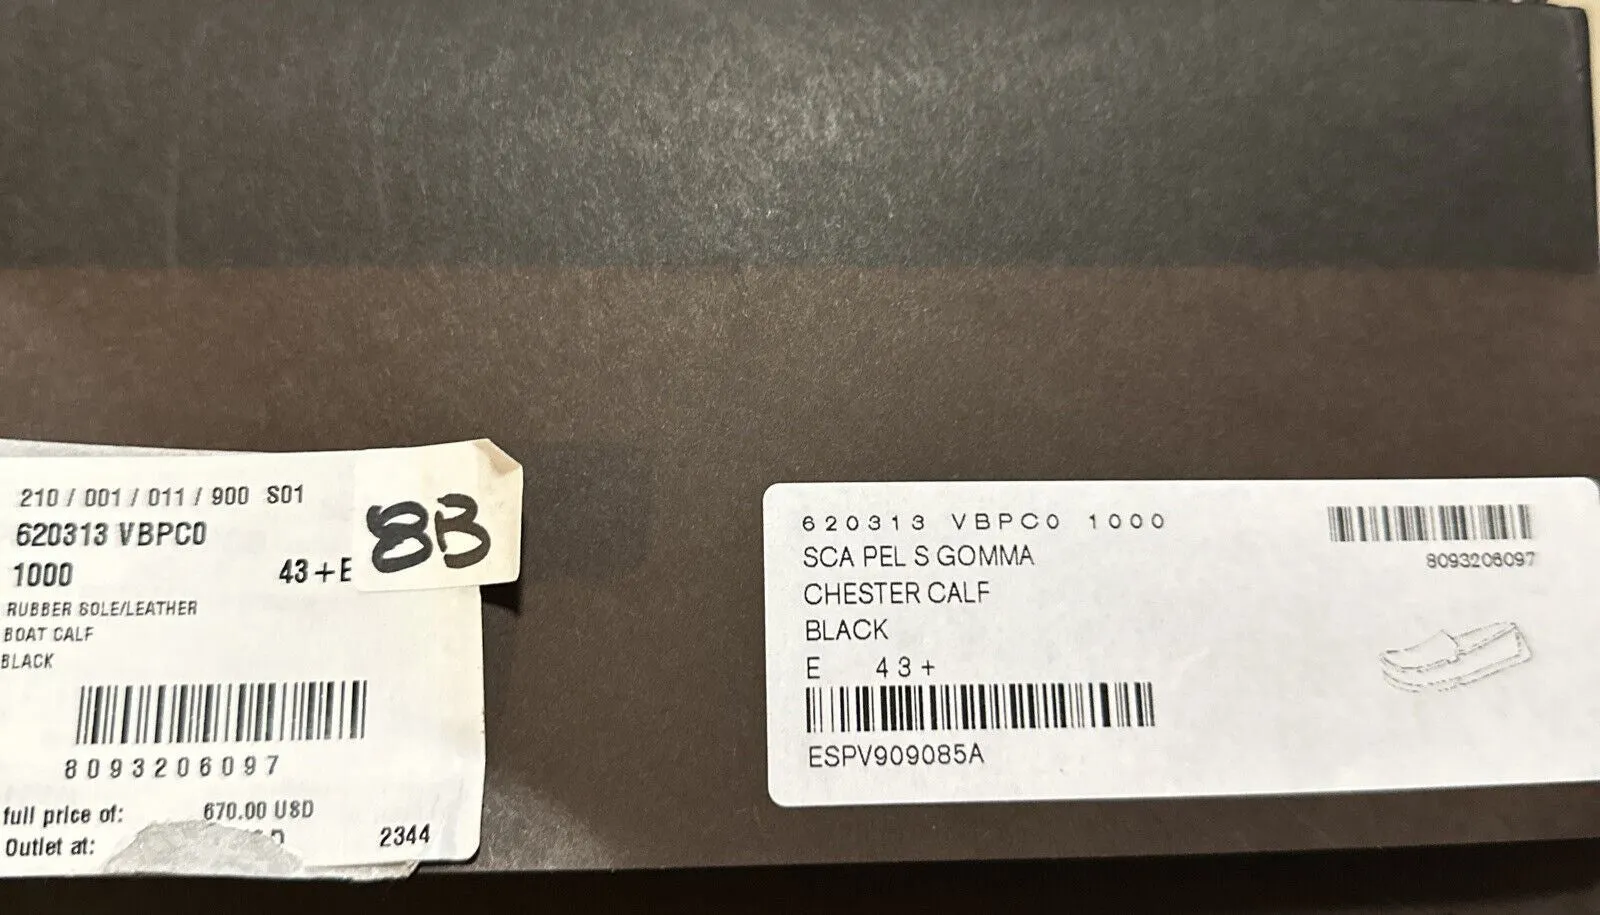 210 / 001 / 011 / 900 S01
620313 VBPC0
1000
43+E
8B
RUBBER SOLE/LEATHER
BOAT CALF
BLACK
8093206097
full price of: 670.00 USD
Outlet at:
2344
620313 VBPC0 1000
SCA PEL S GOMMA
CHESTER CALF
BLACK
E 43+
ESPV909085A
8093206097